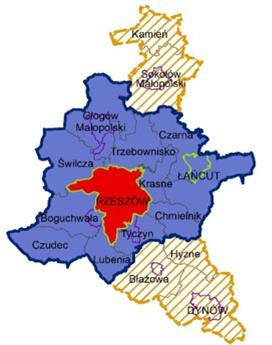 Kamień
Sokołów
Małopolski
Głogów
Małopolski
Czarna
Trzebownisko
Świlcza
ŁAŃCUT
Krasne
RZESZÓW
Boguchwała
Chmielnik
Tyczyn
Czudec
Lubenia
Hyżne
Błażowa
DYNÓW